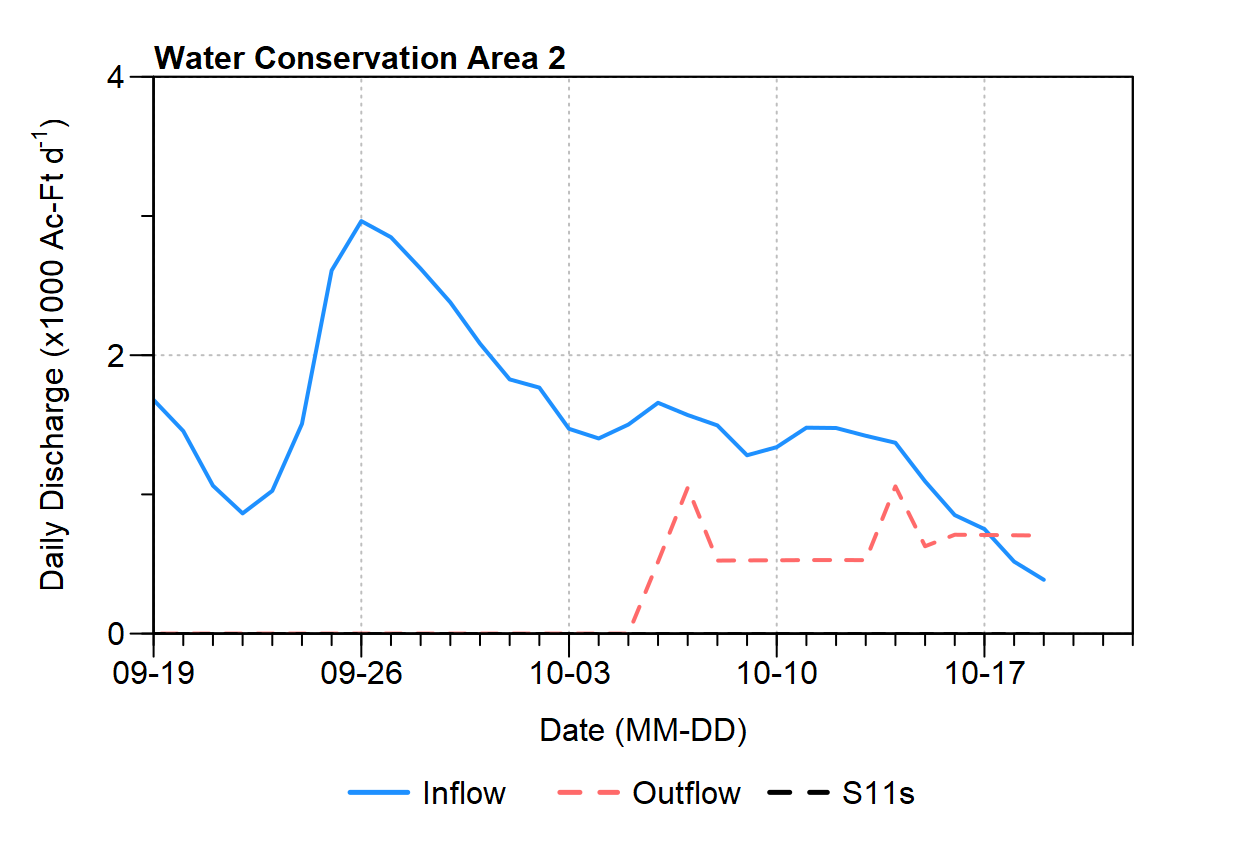 Water Conservation Area 2
Daily Discharge (x1000 Ac-Ft d⁻¹)
4
2
0
09-19 09-26 10-03 10-10 10-17
Date (MM-DD)
Inflow Outflow S11s